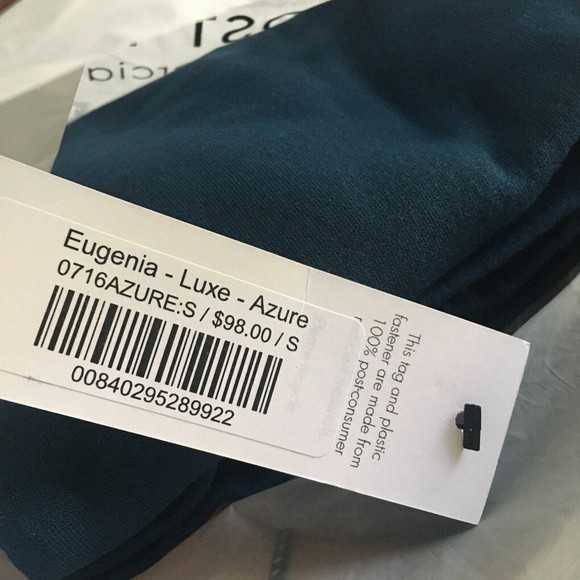 Eugenia - Luxe - Azure
0716AZURE:S / $98.00 / S
00840295289922
This tag and plastic
fastener are made from
100% postconsumer